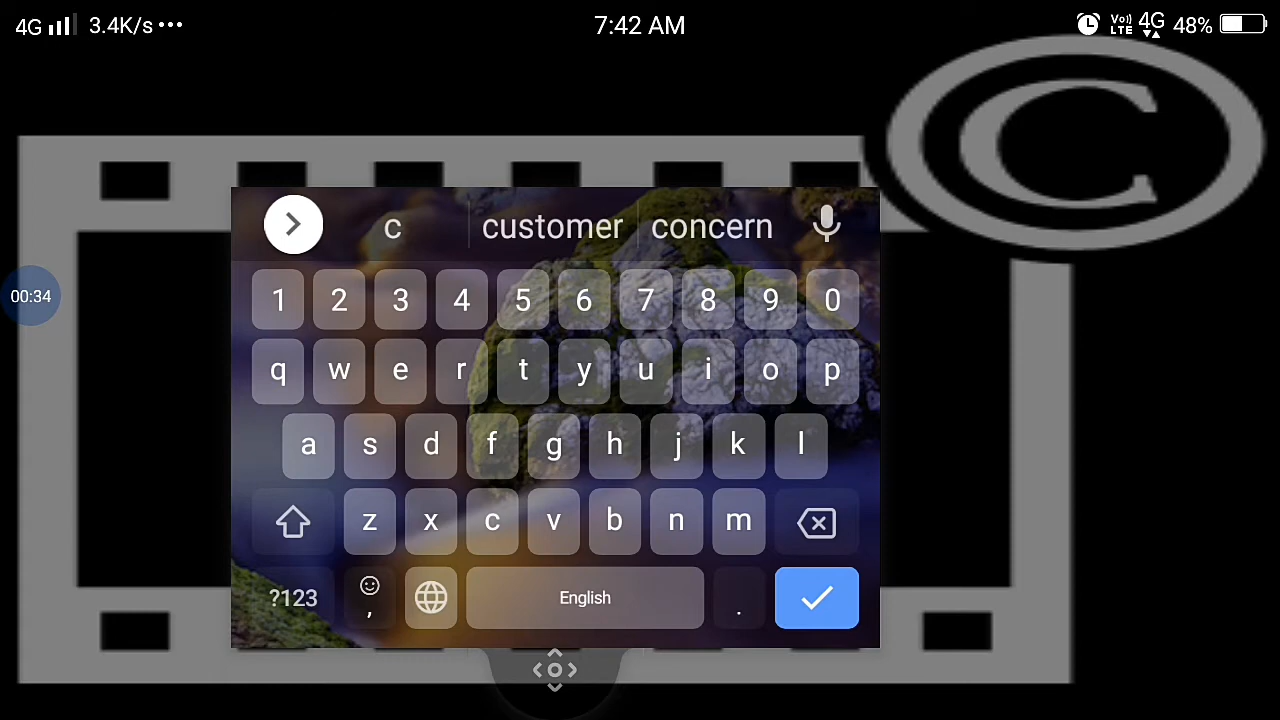 4G 3.4K/s ••• 7:42 AM Vo)) LTE 4G 48%
C
00:34
c customer concern
1 2 3 4 5 6 7 8 9 0
q w e r t y u i o p
a s d f g h j k l
z x c v b n m
?123 , English .